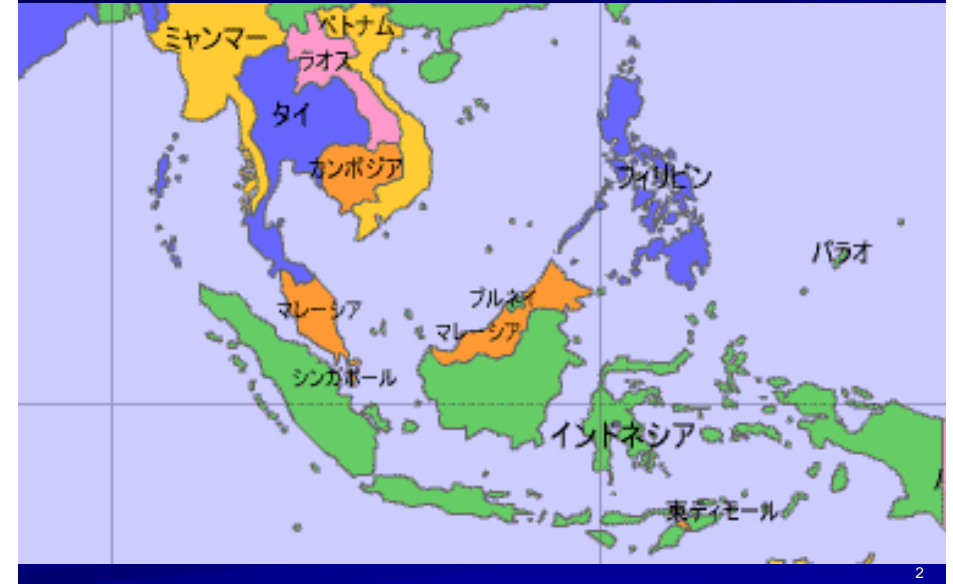 ベトナム
ミャンマー
ラオス
タイ
カンボジア
フィリピン
パラオ
ブルネイ
マレーシア
マレーシア
シンガポール
インドネシア
東ティモール
2